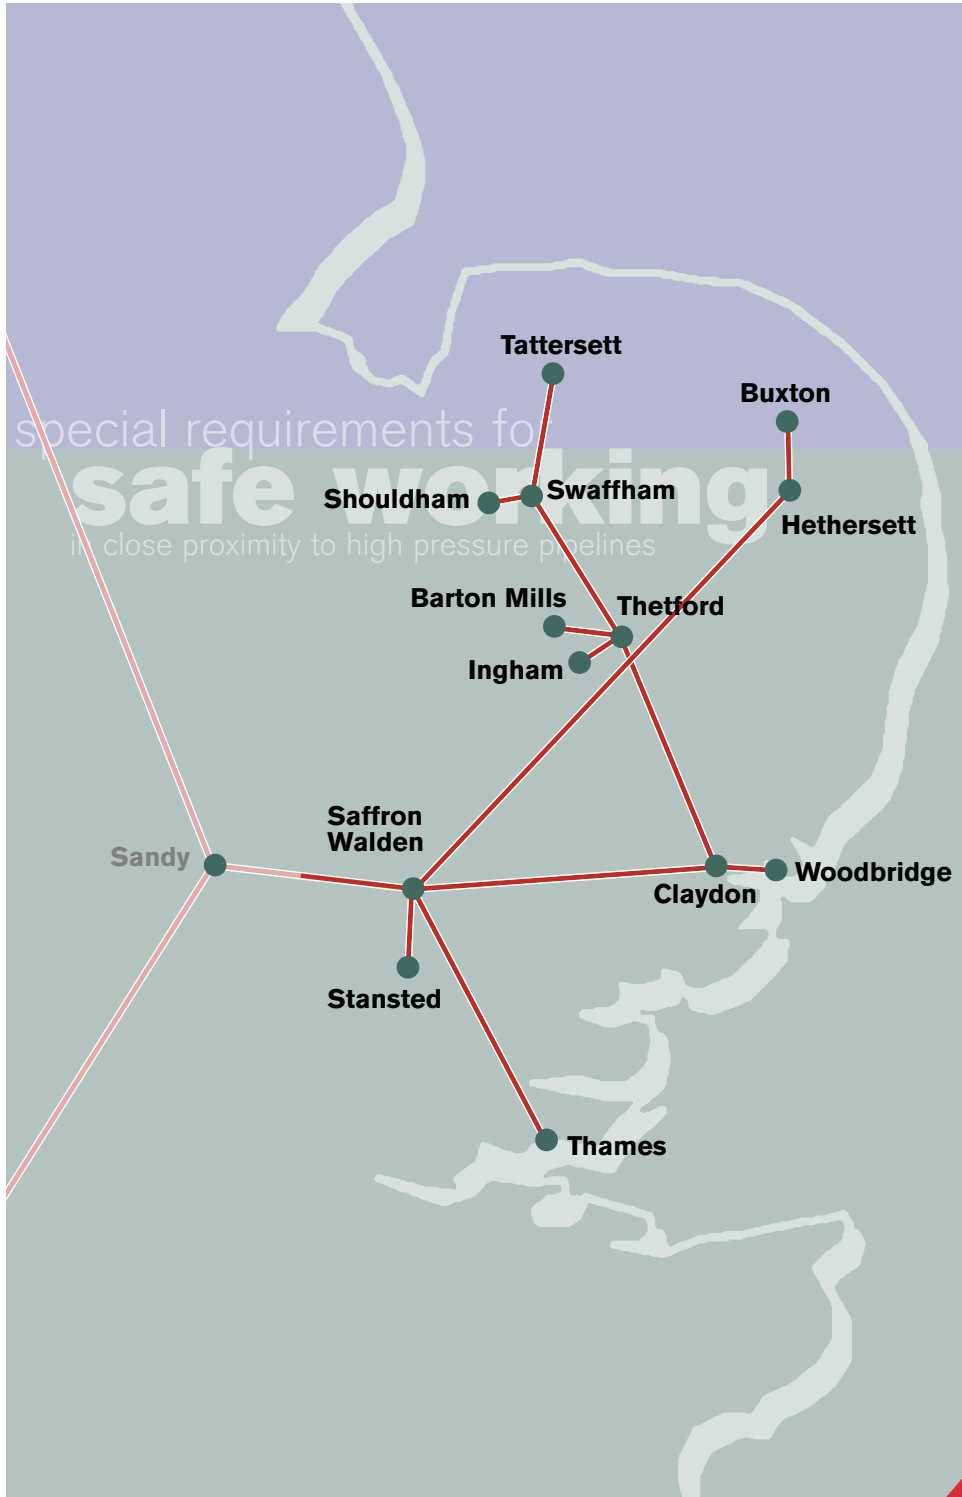 Tattersett
Buxton
special requirements for
safe working
in close proximity to high pressure pipelines
Shouldham
Swaffham
Hethersett
Barton Mills
Thetford
Ingham
Saffron
Walden
Sandy
Woodbridge
Claydon
Stansted
Thames